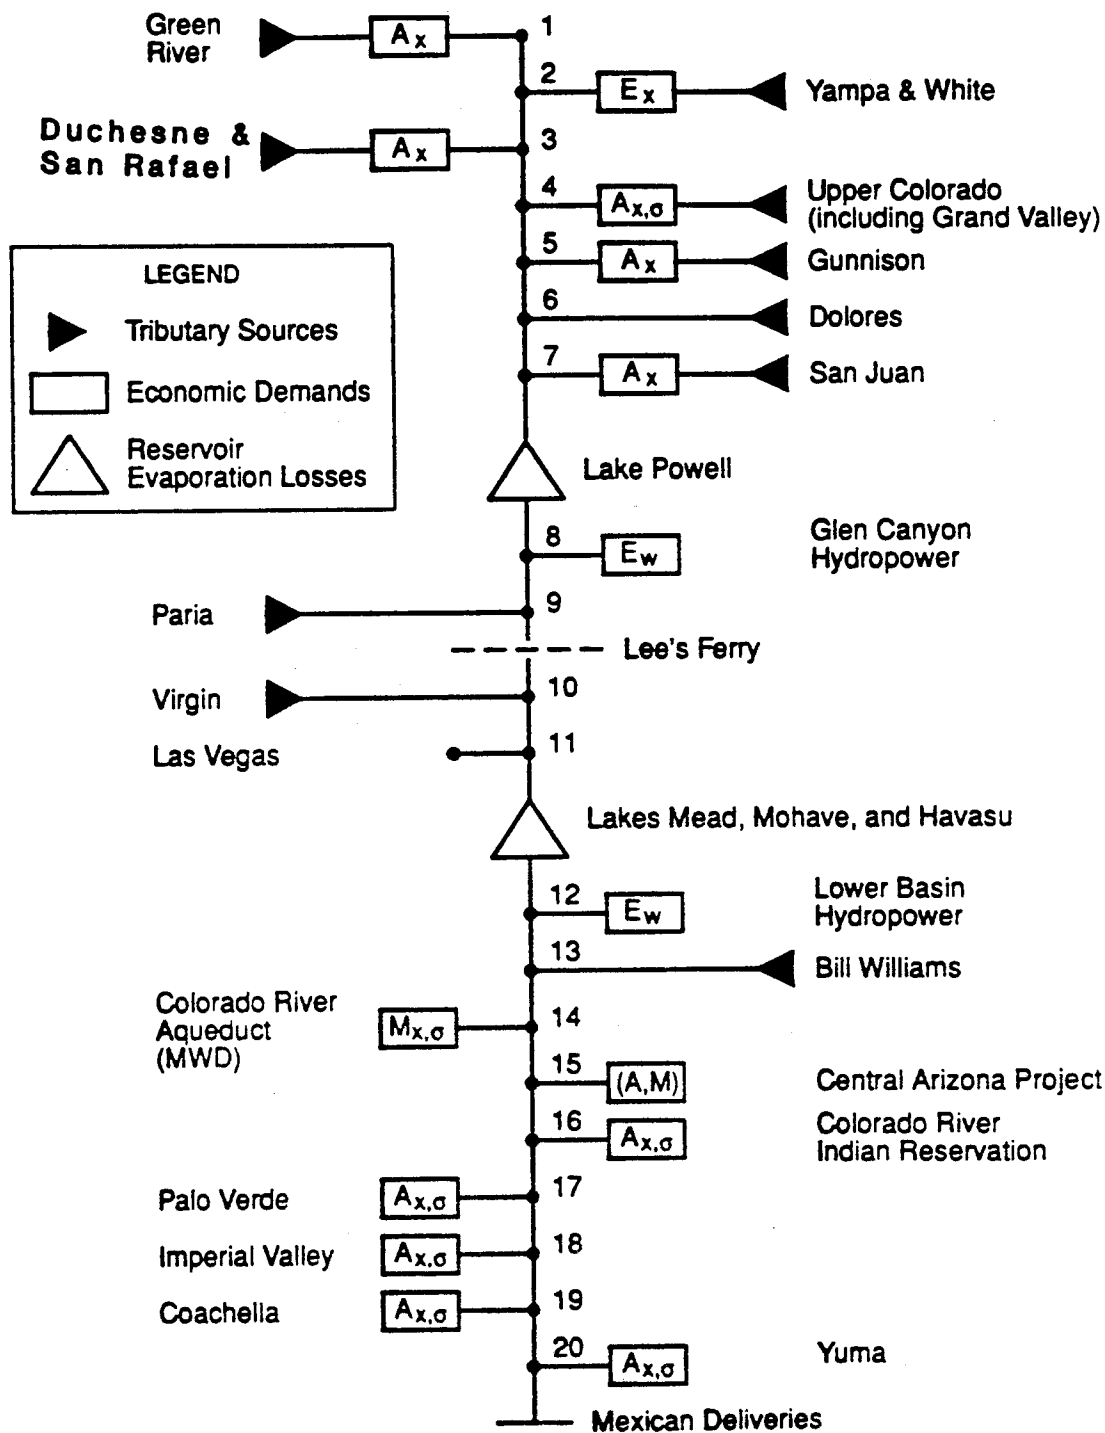 Green
River
Ax
1
2
Ex
Yampa & White
Duchesne &
San Rafael
Ax
3
4
Ax,σ
Upper Colorado
(including Grand Valley)
5
Ax
Gunnison
6
Dolores
7
Ax
San Juan
LEGEND
Tributary Sources
Economic Demands
Reservoir
Evaporation Losses
Lake Powell
8
Ew
Glen Canyon
Hydropower
Paria
9
Lee's Ferry
Virgin
10
Las Vegas
11
Lakes Mead, Mohave, and Havasu
12
Ew
Lower Basin
Hydropower
13
Bill Williams
Colorado River
Aqueduct
(MWD)
Mx,σ
14
15
(A,M)
Central Arizona Project
16
Ax,σ
Colorado River
Indian Reservation
Palo Verde
Ax,σ
17
Imperial Valley
Ax,σ
18
Coachella
Ax,σ
19
20
Ax,σ
Yuma
Mexican Deliveries